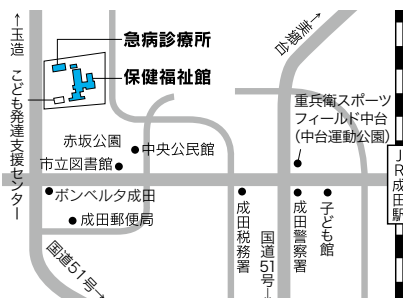 ←玉造 こども発達支援センター
急病診療所
保健福祉館
←美郷台
重兵衛スポーツ
フィールド中台
(中台運動公園)
赤坂公園
中央公民館
市立図書館
ボンベルタ成田
成田郵便局
国道51号→
成田税務署
国道51号→
成田警察署
子ども館
JR成田駅